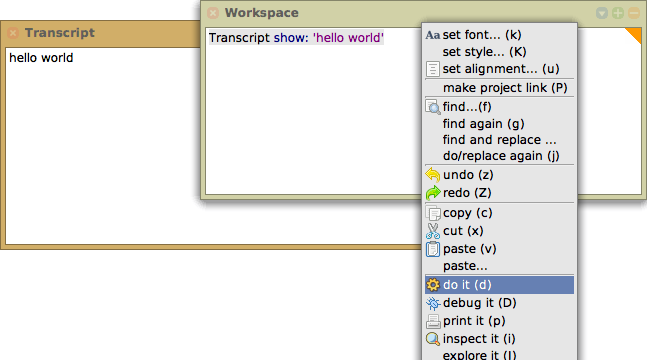 Transcript
hello world
Workspace
Transcript show: 'hello world'
Aa set font... (k)
set style... (K)
set alignment... (u)
make project link (P)
find...(f)
find again (g)
find and replace ...
do/replace again (j)
undo (z)
redo (Z)
copy (c)
cut (x)
paste (v)
paste...
do it (d)
debug it (D)
print it (p)
inspect it (i)
explore it (I)